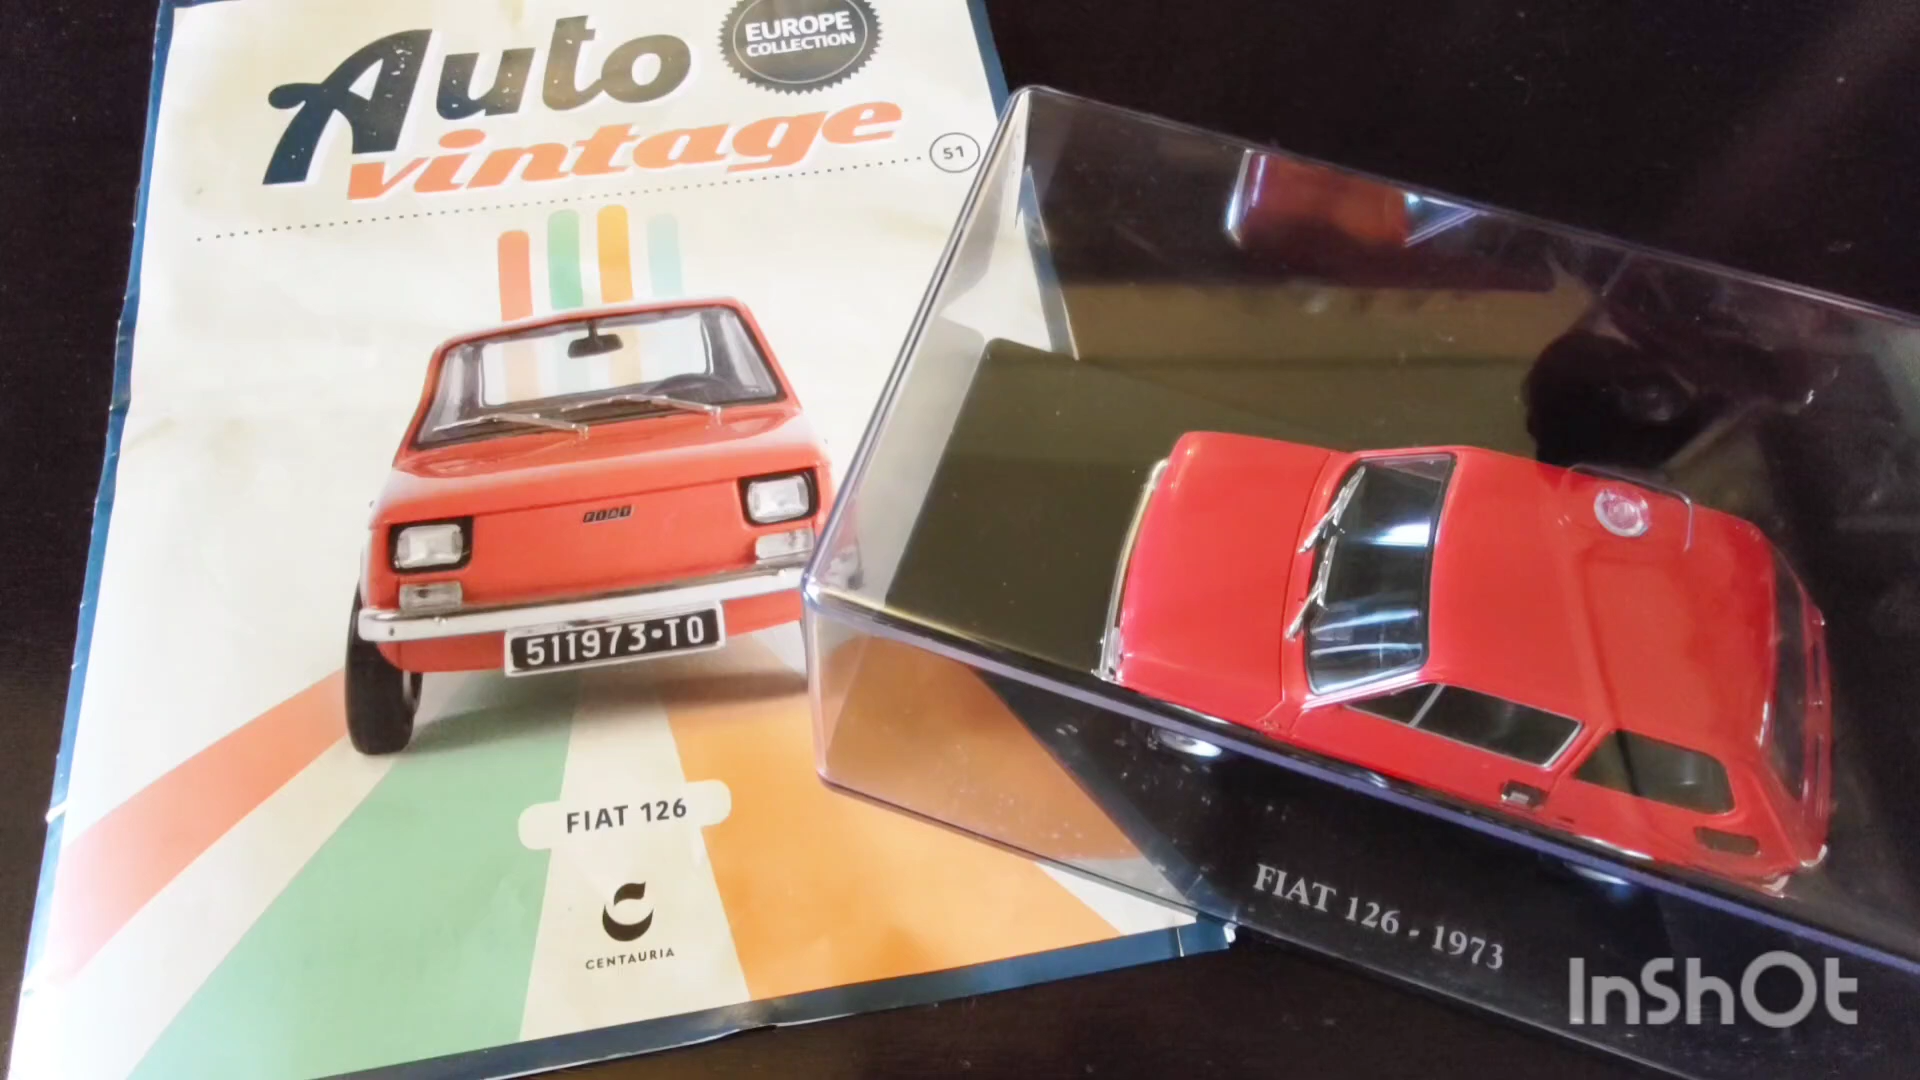 Auto
EUROPE
COLLECTION
vintage
51
FIAT
511973•TO
FIAT 126
CENTAURIA
FIAT 126 - 1973
InShOt